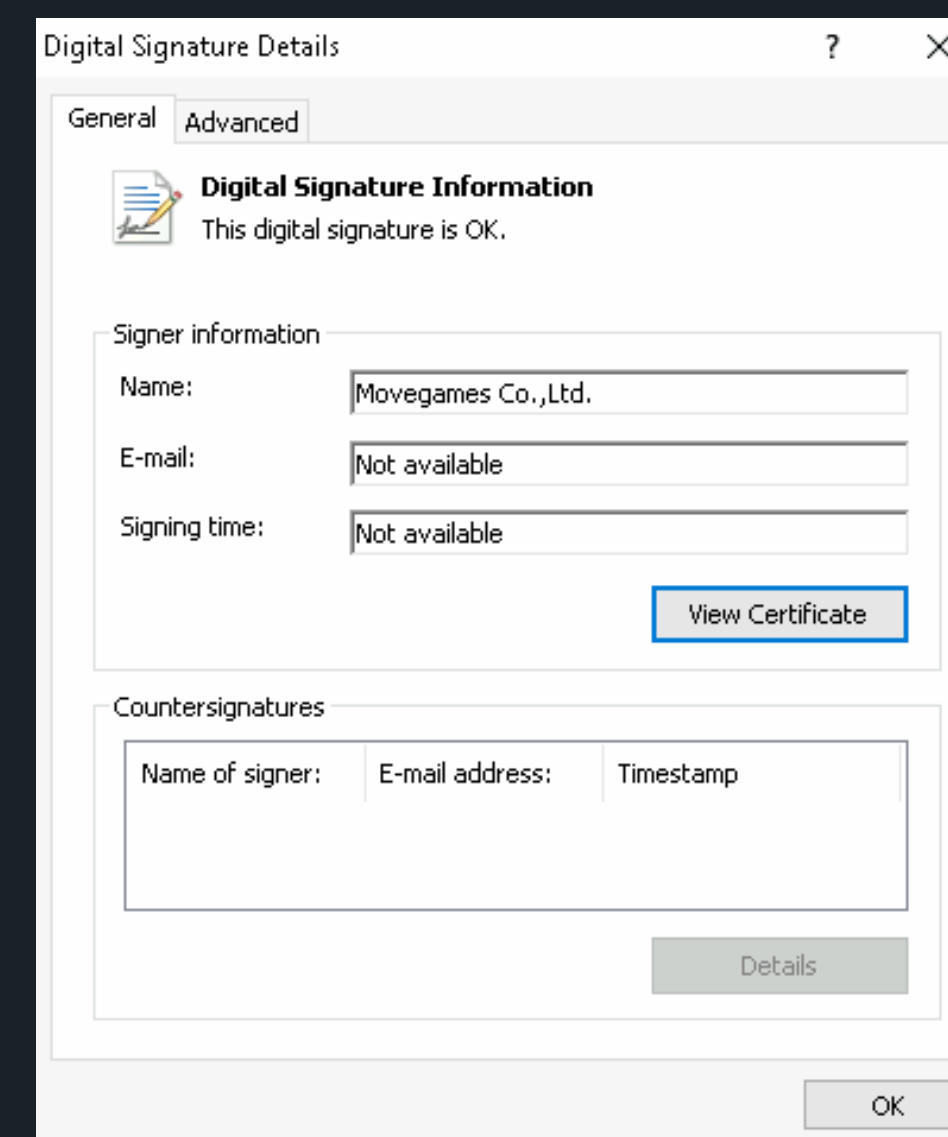 Digital Signature Details
General Advanced
Digital Signature Information
This digital signature is OK.
Signer information
Name: Movegames Co.,Ltd.
E-mail: Not available
Signing time: Not available
View Certificate
Countersignatures
Name of signer: E-mail address: Timestamp
Details
OK